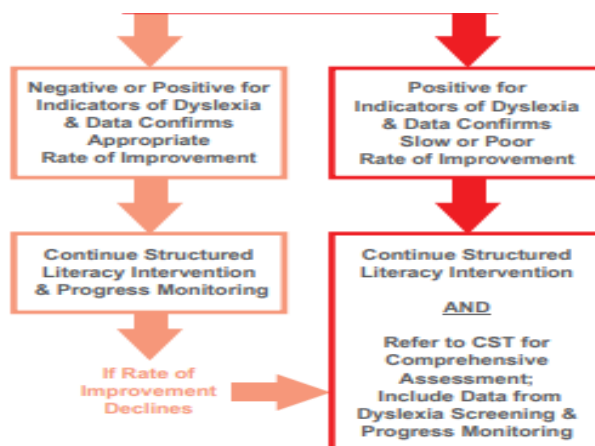 Negative or Positive for
Indicators of Dyslexia
& Data Confirms
Appropriate
Rate of Improvement
Positive for
Indicators of Dyslexia
& Data Confirms
Slow or Poor
Rate of Improvement
Continue Structured
Literacy Intervention
& Progress Monitoring
If Rate of
Improvement
Declines
Continue Structured
Literacy Intervention
AND
Refer to CST for
Comprehensive
Assessment;
Include Data from
Dyslexia Screening &
Progress Monitoring